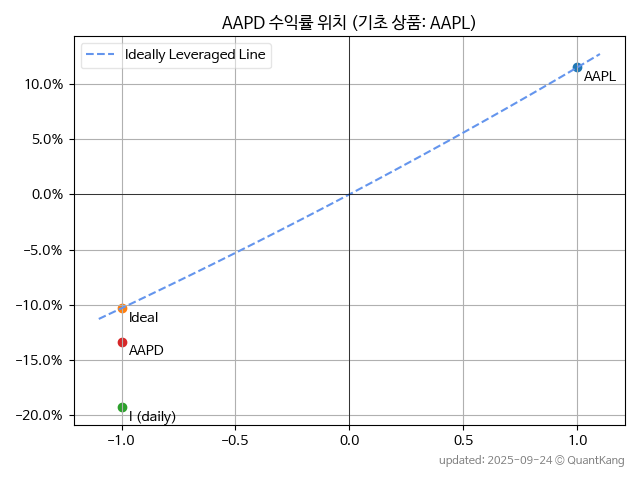 AAPD 수익률 위치 (기초 상품: AAPL)
Ideally Leveraged Line
10.0%
5.0%
0.0%
−5.0%
−10.0%
−15.0%
−20.0%
AAPL
Ideal
AAPD
I (daily)
−1.0 −0.5 0.0 0.5 1.0
updated: 2025-09-24 © QuantKang